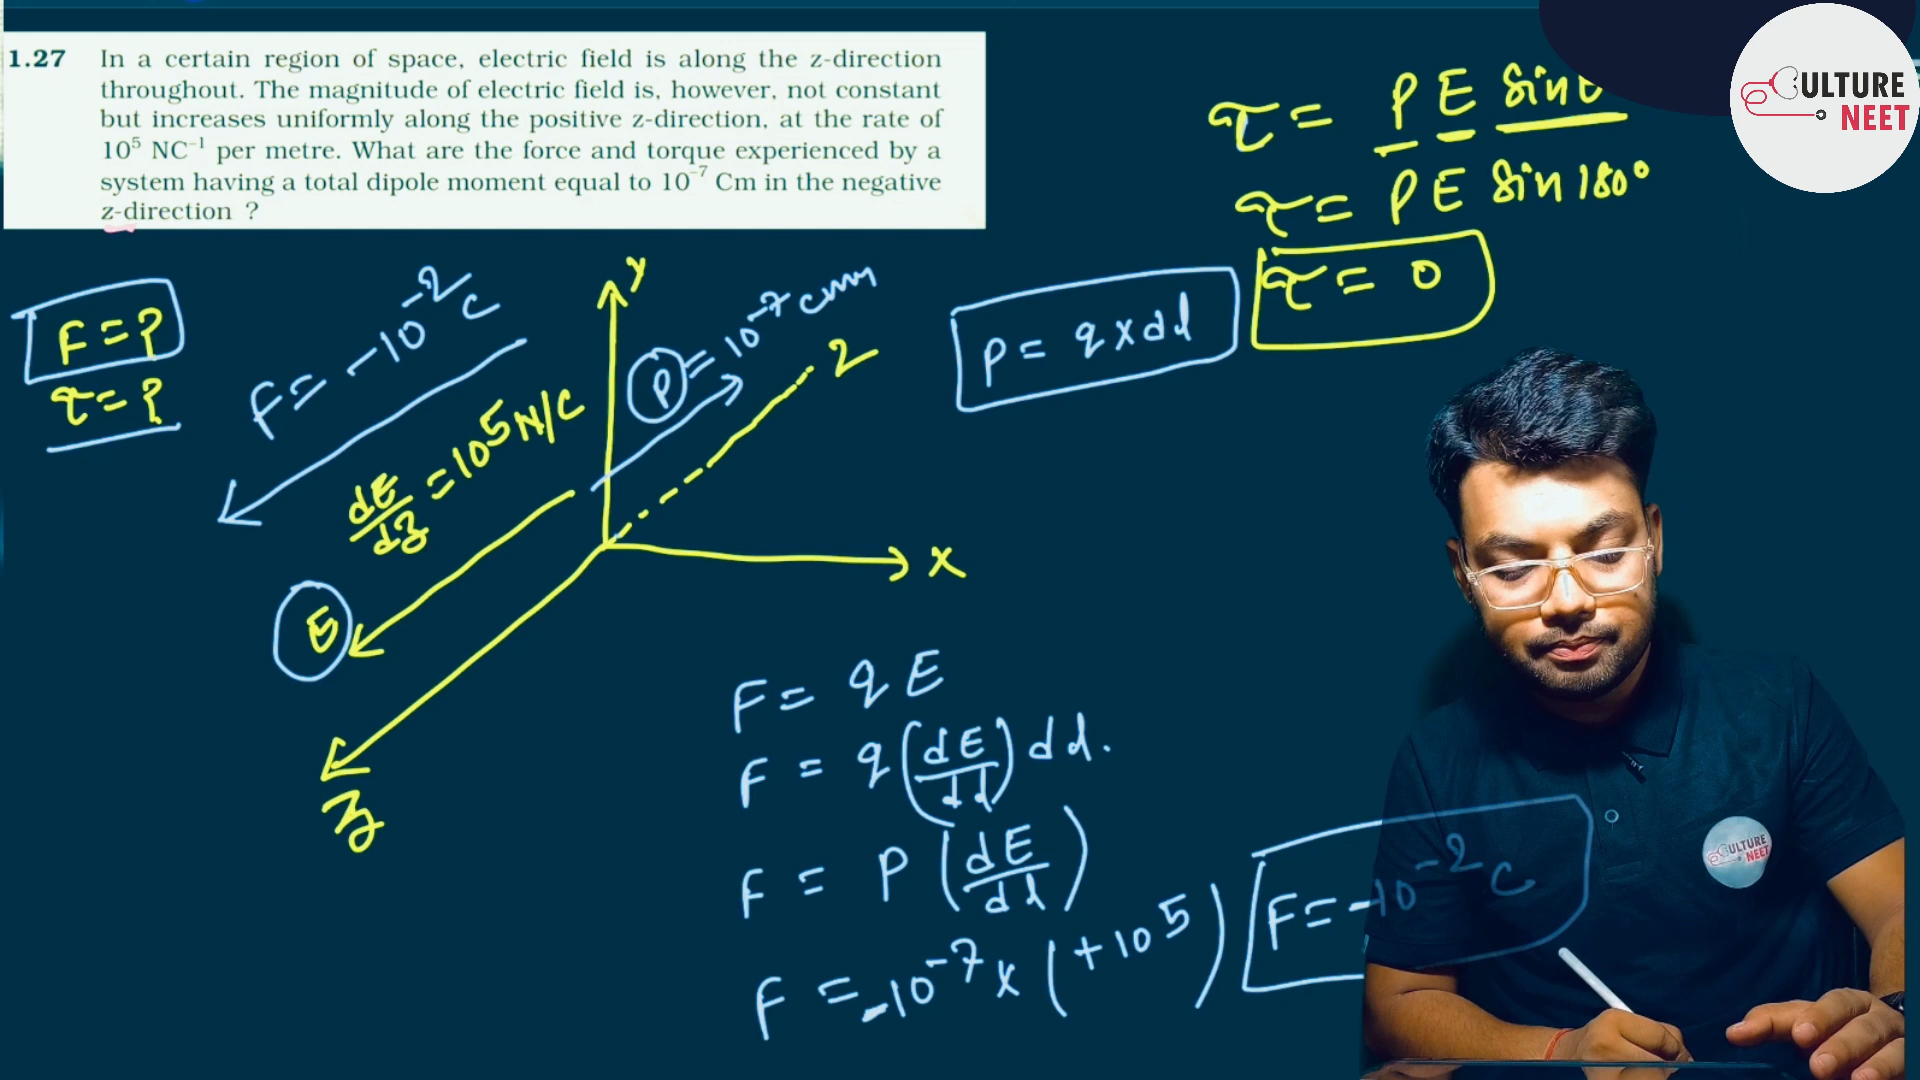 1.27 In a certain region of space, electric field is along the z-direction
throughout. The magnitude of electric field is, however, not constant
but increases uniformly along the positive z-direction, at the rate of
10⁵ NC⁻¹ per metre. What are the force and torque experienced by a
system having a total dipole moment equal to 10⁻⁷ Cm in the negative
z-direction ?
CULTURE
NEET
τ = P E Sin
τ = P E Sin 180°
τ = 0
F = ?
τ = ?
F = -10⁻² C
dE/dz = 10⁵ N/C
E
y
P = 10⁻⁷ cm
x
z
P = q x dl
F = q E
F = q (dE/dl) dl.
F = P (dE/dl)
F = -10⁻⁷ x (+10⁵)
F = -10⁻² C
CULTURE
NEET